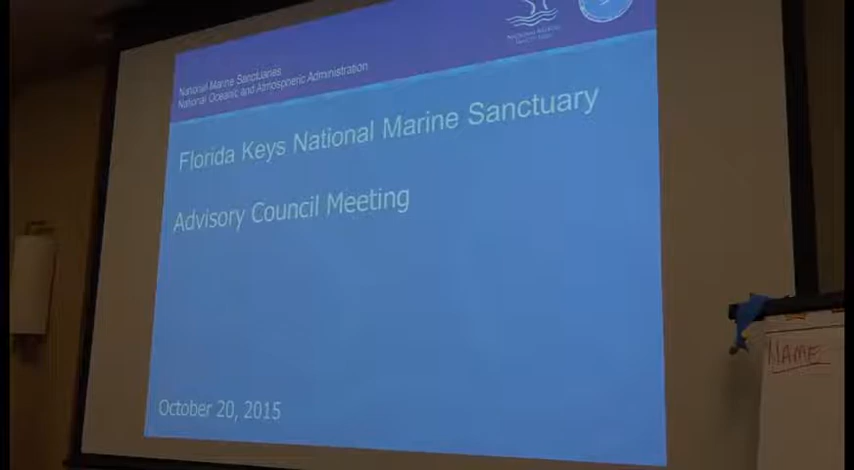 National Marine Sanctuaries
National Oceanic and Atmospheric Administration
Florida Keys National Marine Sanctuary
Advisory Council Meeting
October 20, 2015
MAME